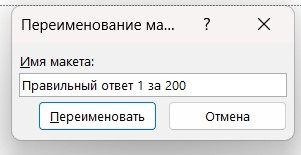 Переименование ма...
Имя макета:
Правильный ответ 1 за 200
Переименовать
Отмена